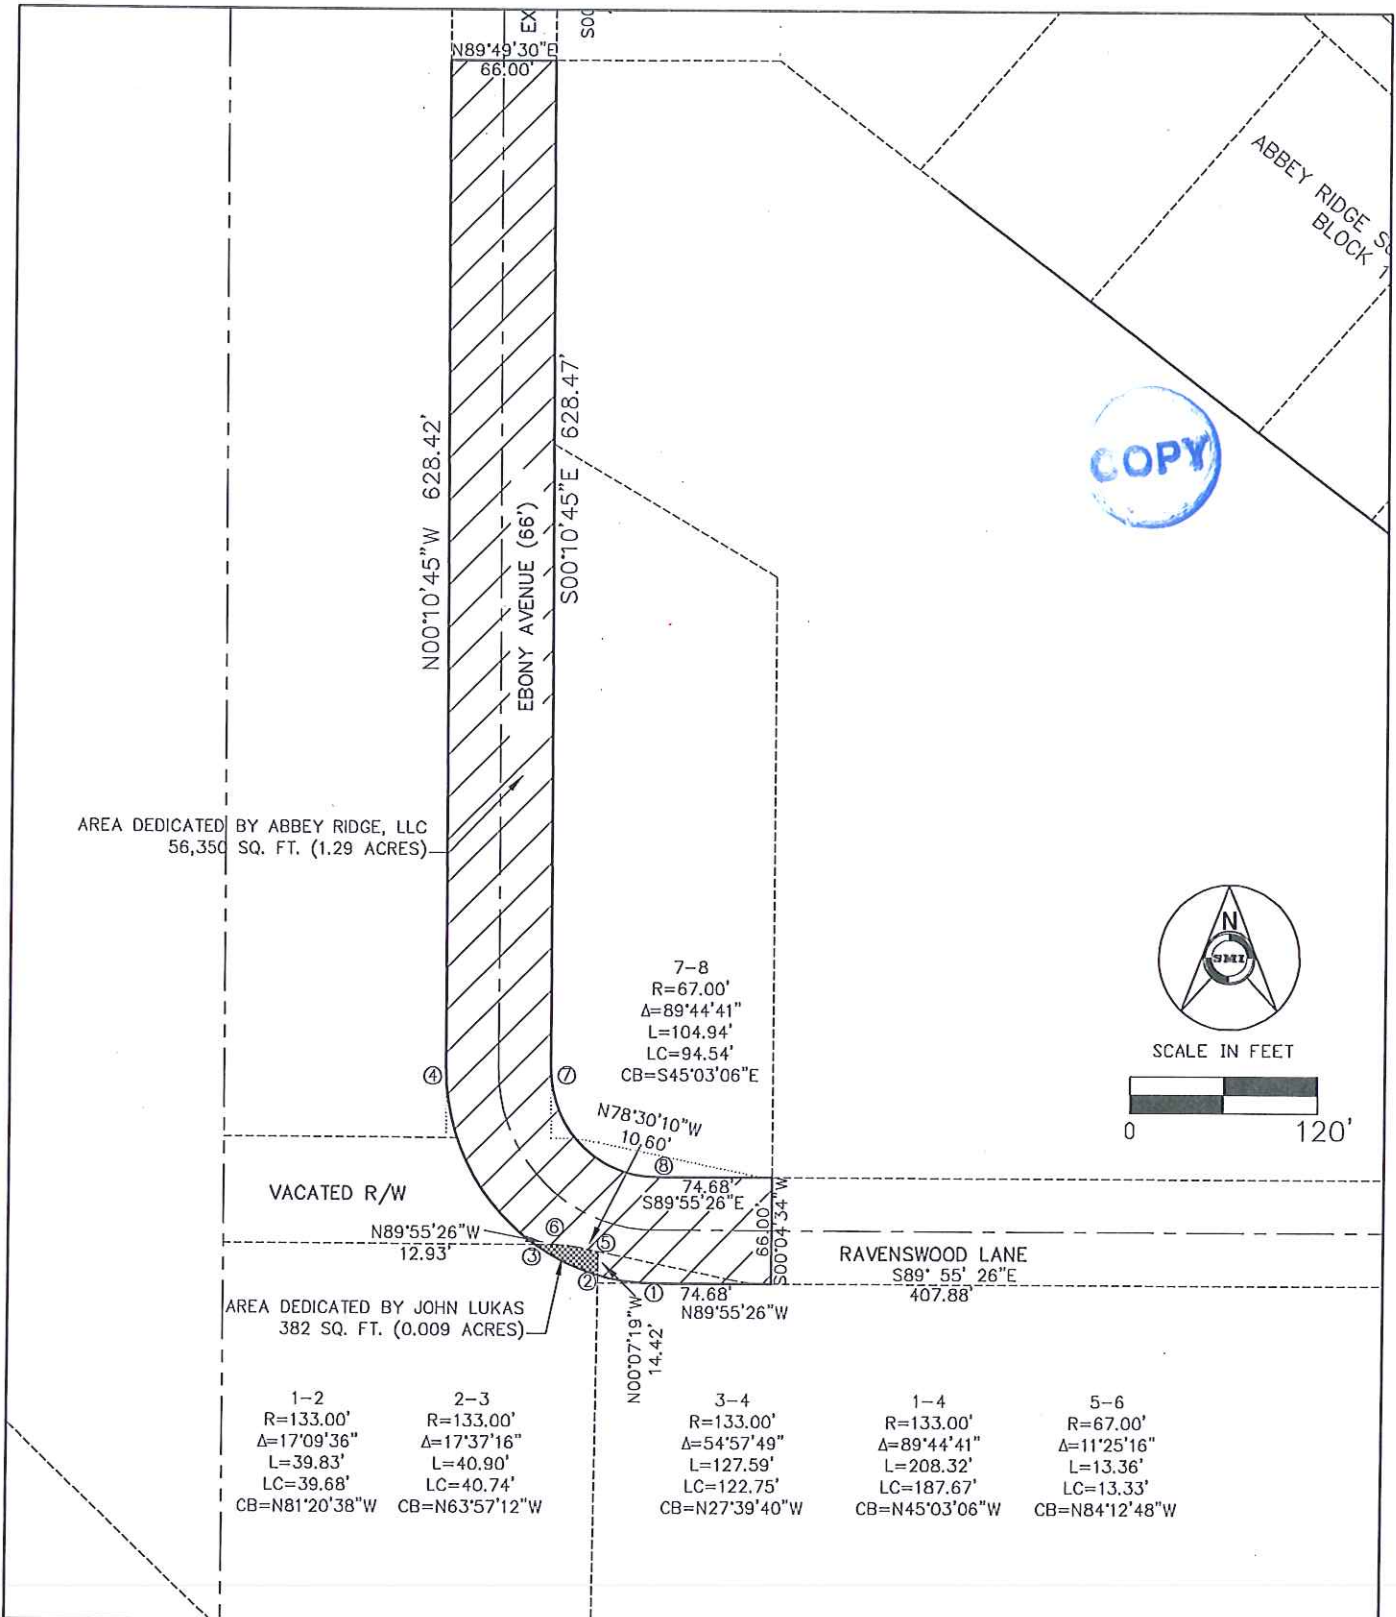 EX
S00
N89°49'30"E
66.00'
ABBEY RIDGE
BLOCK 1
COPY
N00°10'45"W 628.42'
S00°10'45"E 628.47'
EBONY AVENUE (66')
AREA DEDICATED BY ABBEY RIDGE, LLC
56,350 SQ. FT. (1.29 ACRES)
N
SMI
SCALE IN FEET
0 120'
7-8
R=67.00'
Δ=89°44'41"
L=104.94'
LC=94.54'
CB=S45°03'06"E
4
7
N78°30'10"W
10.60'
8
74.68'
S89°55'26"E
66.00'
S00°04'34"W
VACATED R/W
N89°55'26"W
12.93'
6
5
3
2
1
RAVENSWOOD LANE
S89° 55' 26"E
407.88'
74.68'
N89°55'26"W
AREA DEDICATED BY JOHN LUKAS
382 SQ. FT. (0.009 ACRES)
N00°07'19"W
14.42'
1-2
R=133.00'
Δ=17°09'36"
L=39.83'
LC=39.68'
CB=N81°20'38"W
2-3
R=133.00'
Δ=17°37'16"
L=40.90'
LC=40.74'
CB=N63°57'12"W
3-4
R=133.00'
Δ=54°57'49"
L=127.59'
LC=122.75'
CB=N27°39'40"W
1-4
R=133.00'
Δ=89°44'41"
L=208.32'
LC=187.67'
CB=N45°03'06"W
5-6
R=67.00'
Δ=11°25'16"
L=13.36'
LC=13.33'
CB=N84°12'48"W